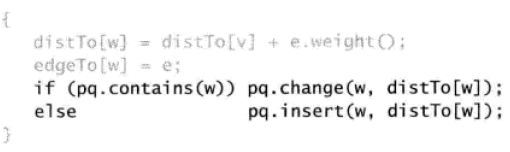 {
distTo[w] = distTo[v] + e.weight();
edgeTo[w] = e;
if (pq.contains(w)) pq.change(w, distTo[w]);
else                pq.insert(w, distTo[w]);
}